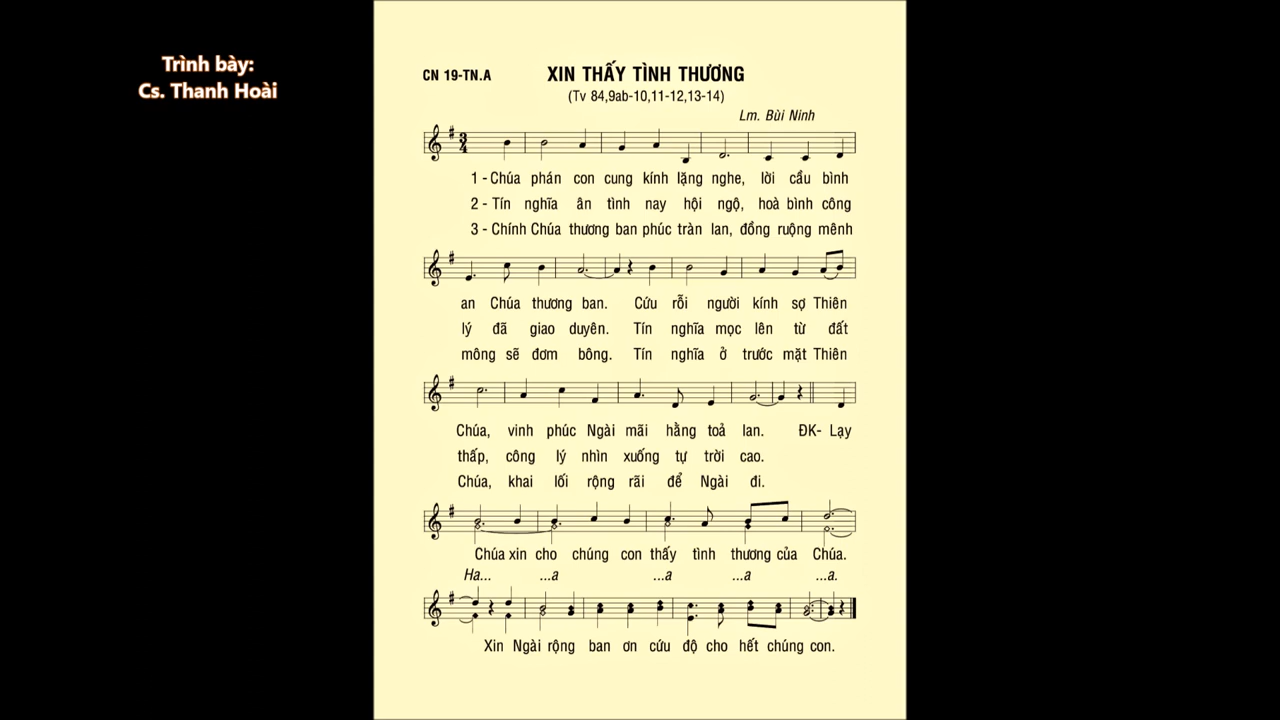 Trình bày:
Cs. Thanh Hoài
CN 19-TN.A
XIN THẤY TÌNH THƯƠNG
(Tv 84,9ab-10,11-12,13-14)
Lm. Bùi Ninh
3
4
1 - Chúa phán con cung kính lặng nghe, lời cầu bình
2 - Tín nghĩa ân tình nay hội ngộ, hoà bình công
3 - Chính Chúa thương ban phúc tràn lan, đồng ruộng mênh
an Chúa thương ban. Cứu rỗi người kính sợ Thiên
lý đã giao duyên. Tín nghĩa mọc lên từ đất
mông sẽ đơm bông. Tín nghĩa ở trước mặt Thiên
Chúa, vinh phúc Ngài mãi hằng toả lan. ĐK- Lạy
thấp, công lý nhìn xuống tự trời cao.
Chúa, khai lối rộng rãi để Ngài đi.
Chúa xin cho chúng con thấy tình thương của Chúa.
Ha... ...a ...a ...a ...a.
Xin Ngài rộng ban ơn cứu độ cho hết chúng con.